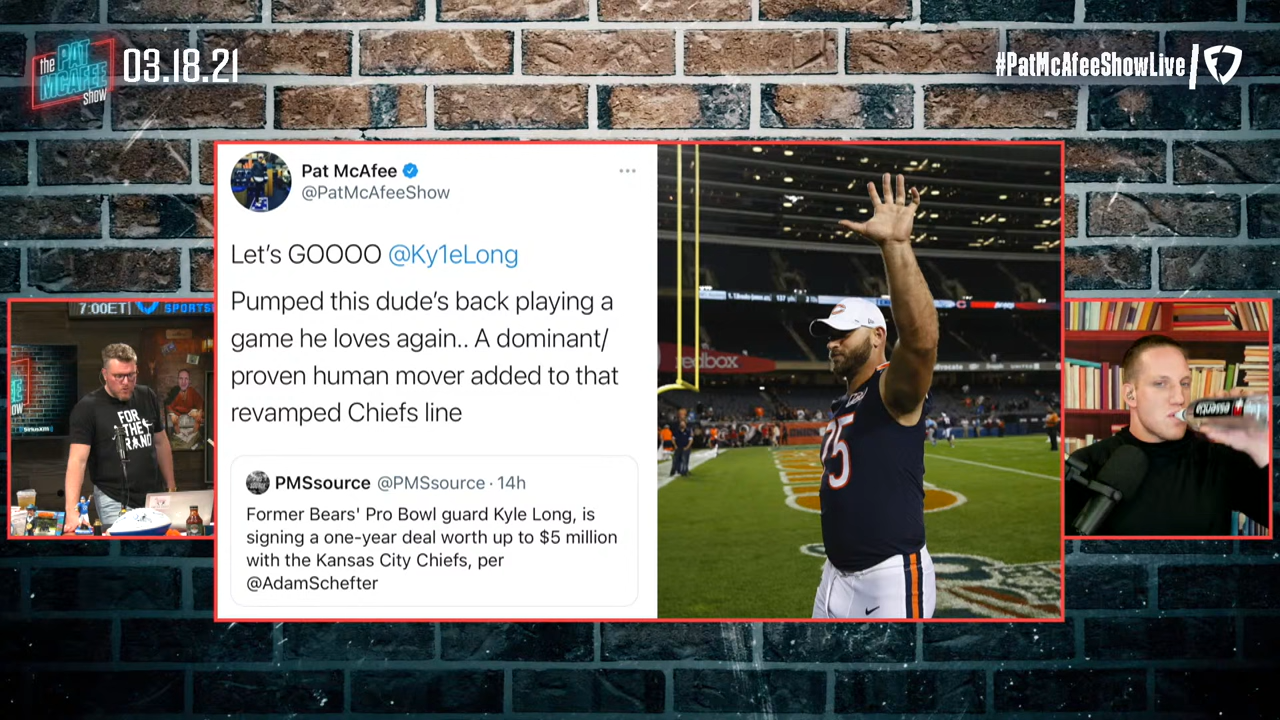 the PAT MCAFEE show
03.18.21
#PatMcAfeeShowLive
Pat McAfee
@PatMcAfeeShow
Let's GOOOO @Ky1eLong
Pumped this dude's back playing a
game he loves again.. A dominant/
proven human mover added to that
revamped Chiefs line
PMSsource @PMSsource · 14h
Former Bears' Pro Bowl guard Kyle Long, is
signing a one-year deal worth up to $5 million
with the Kansas City Chiefs, per
@AdamSchefter
7:00ET
SPORTS
FOR
THE
BRAND
SiriusXM
redbox
75
essentia